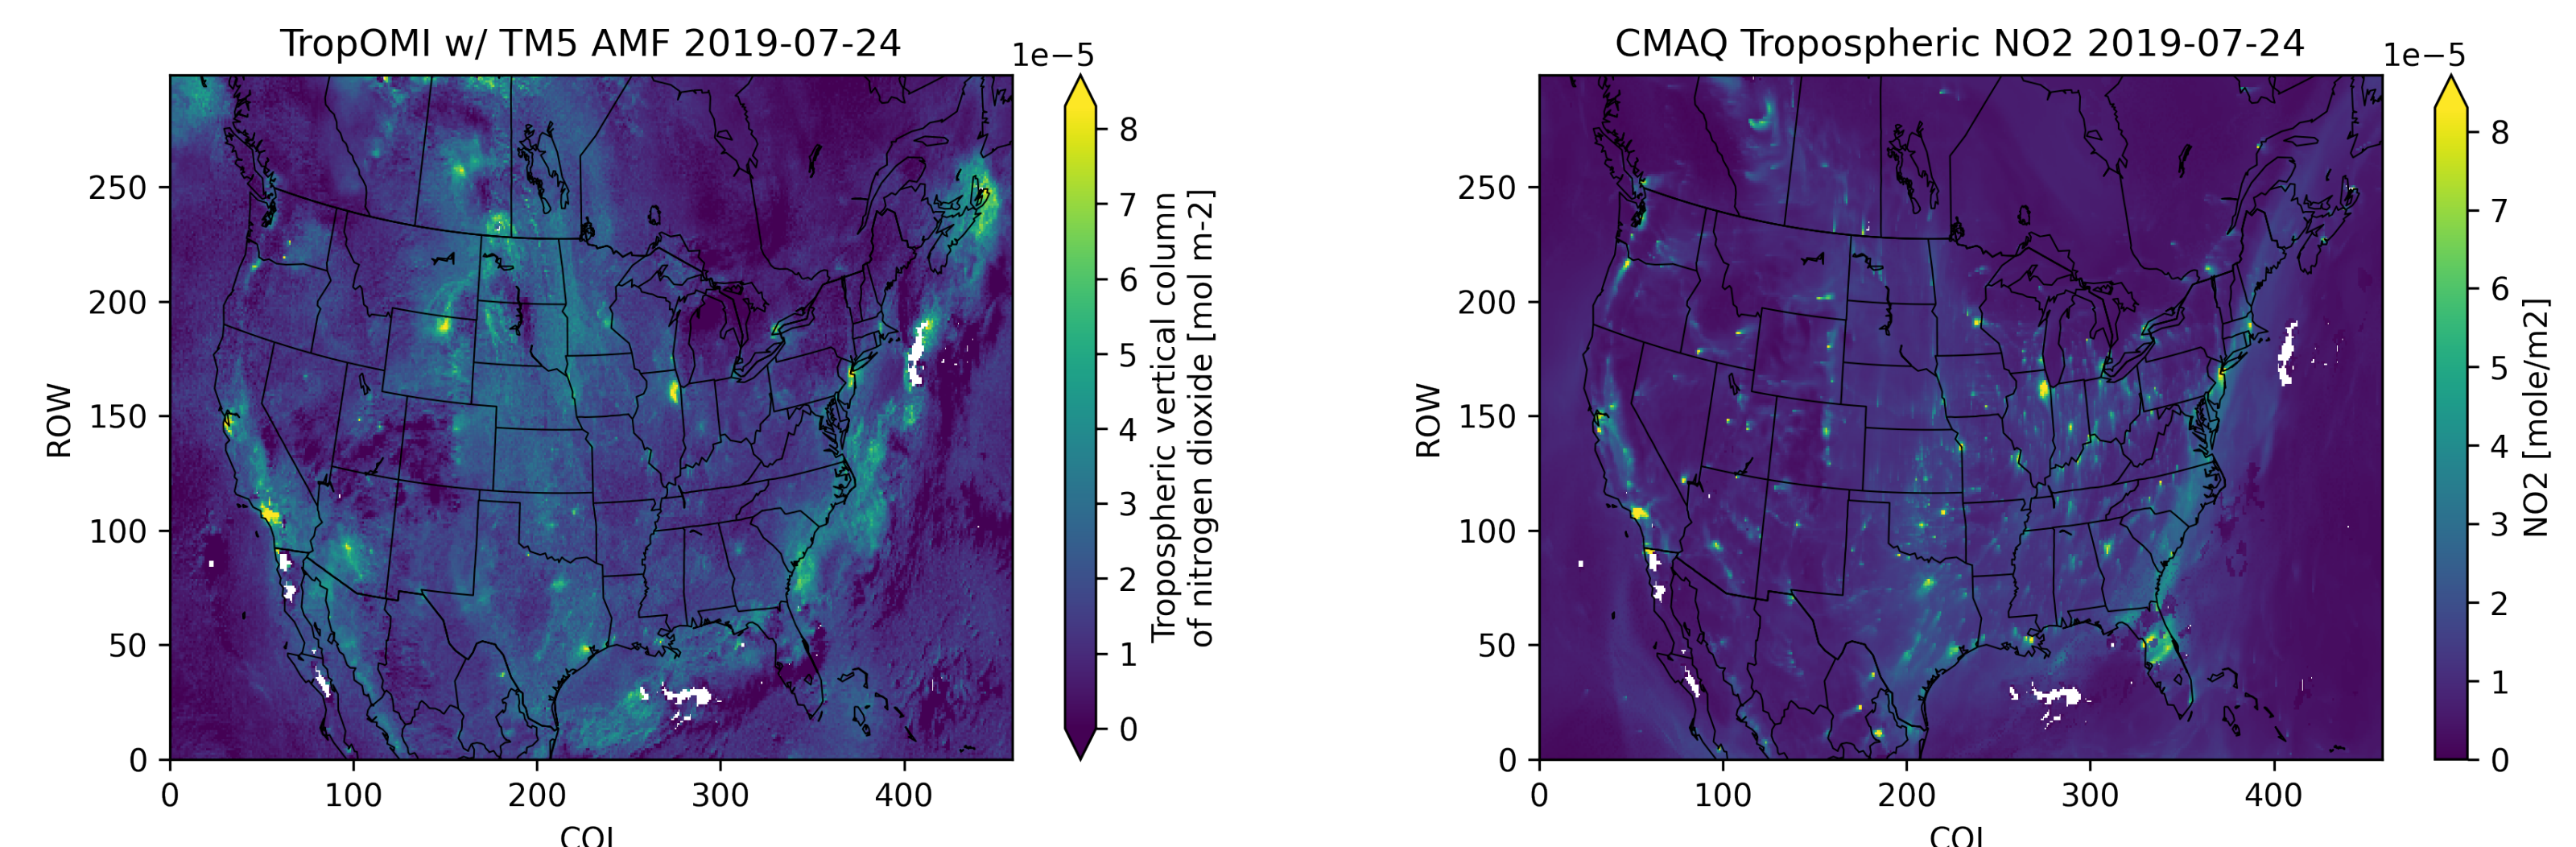 TropOMI w/ TM5 AMF 2019-07-24
1e−5
250
200
150
100
50
0
ROW
0 100 200 300 400
COL
8
7
6
5
4
3
2
1
0
Tropospheric vertical column
of nitrogen dioxide [mol m-2]
CMAQ Tropospheric NO2 2019-07-24
1e−5
250
200
150
100
50
0
ROW
0 100 200 300 400
COL
8
7
6
5
4
3
2
1
0
NO2 [mole/m2]